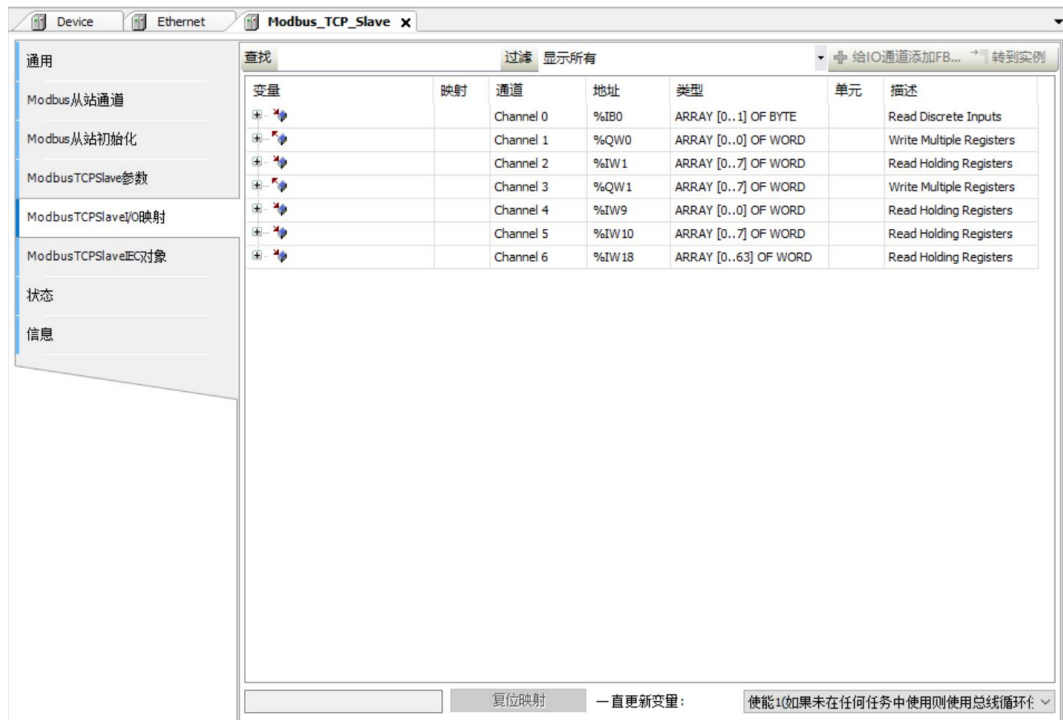 Device Ethernet Modbus_TCP_Slave
通用
Modbus从站通道
Modbus从站初始化
ModbusTCPSlave参数
ModbusTCPSlaveI/O映射
ModbusTCPSlaveIEC对象
状态
信息
查找 过滤 显示所有 给IO通道添加FB... 转到实例
变量 映射 通道 地址 类型 单元 描述
Channel 0 %IB0 ARRAY [0..1] OF BYTE Read Discrete Inputs
Channel 1 %QW0 ARRAY [0..0] OF WORD Write Multiple Registers
Channel 2 %IW1 ARRAY [0..7] OF WORD Read Holding Registers
Channel 3 %QW1 ARRAY [0..7] OF WORD Write Multiple Registers
Channel 4 %IW9 ARRAY [0..0] OF WORD Read Holding Registers
Channel 5 %IW10 ARRAY [0..7] OF WORD Read Holding Registers
Channel 6 %IW18 ARRAY [0..63] OF WORD Read Holding Registers
复位映射 一直更新变量: 使能1(如果未在任何任务中使用则使用总线循环